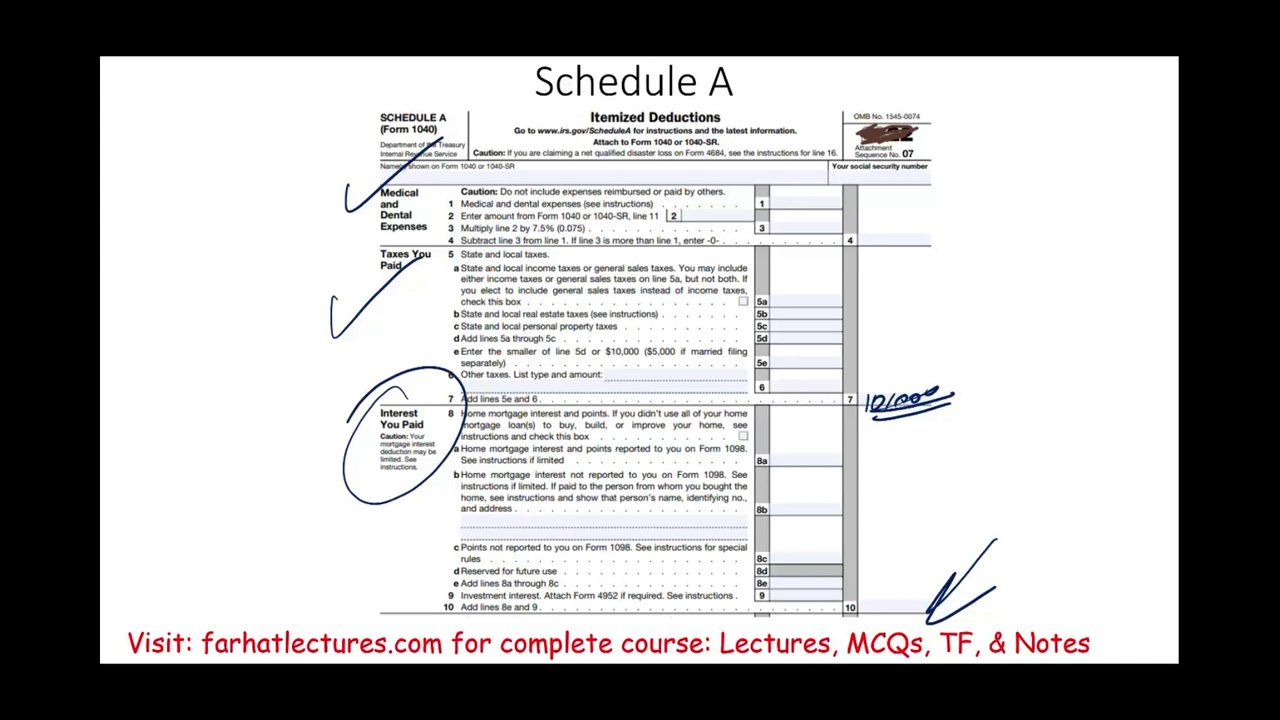 Schedule A
SCHEDULE A
(Form 1040)
Department of the Treasury
Internal Revenue Service
Itemized Deductions
Go to www.irs.gov/ScheduleA for instructions and the latest information.
Attach to Form 1040 or 1040-SR.
Caution: If you are claiming a net qualified disaster loss on Form 4684, see the instructions for line 16.
OMB No. 1545-0074
Attachment
Sequence No. 07
Name(s) shown on Form 1040 or 1040-SR
Your social security number
Medical
and
Dental
Expenses
Caution: Do not include expenses reimbursed or paid by others.
1 Medical and dental expenses (see instructions) . . . . . . . 1
2 Enter amount from Form 1040 or 1040-SR, line 11 2
3 Multiply line 2 by 7.5% (0.075) . . . . . . . . . . . . 3
4 Subtract line 3 from line 1. If line 3 is more than line 1, enter -0- . . . . . . . . . . 4
Taxes You
Paid
5 State and local taxes.
a State and local income taxes or general sales taxes. You may include
either income taxes or general sales taxes on line 5a, but not both. If
you elect to include general sales taxes instead of income taxes,
check this box . . . . . . . . . . . . . . . . . 5a
b State and local real estate taxes (see instructions) . . . . . . . 5b
c State and local personal property taxes . . . . . . . . . . 5c
d Add lines 5a through 5c . . . . . . . . . . . . . . . 5d
e Enter the smaller of line 5d or $10,000 ($5,000 if married filing
separately) . . . . . . . . . . . . . . . . . . . 5e
6 Other taxes. List type and amount:
6
7 Add lines 5e and 6 . . . . . . . . . . . . . . . . . . . . . . . . 7 10,000
Interest
You Paid
Caution: Your
mortgage interest
deduction may be
limited. See
instructions.
8 Home mortgage interest and points. If you didn't use all of your home
mortgage loan(s) to buy, build, or improve your home, see
instructions and check this box . . . . . . . . . . .
a Home mortgage interest and points reported to you on Form 1098.
See instructions if limited . . . . . . . . . . . . . . 8a
b Home mortgage interest not reported to you on Form 1098. See
instructions if limited. If paid to the person from whom you bought the
home, see instructions and show that person's name, identifying no.,
and address . . . . . . . . . . . . . . . . . . 8b
c Points not reported to you on Form 1098. See instructions for special
rules . . . . . . . . . . . . . . . . . . . . . 8c
d Reserved for future use . . . . . . . . . . . . . . . 8d
e Add lines 8a through 8c . . . . . . . . . . . . . . . 8e
9 Investment interest. Attach Form 4952 if required. See instructions . 9
10 Add lines 8e and 9 . . . . . . . . . . . . . . . . . . . . . . . . 10
Visit: farhatlectures.com for complete course: Lectures, MCQs, TF, & Notes